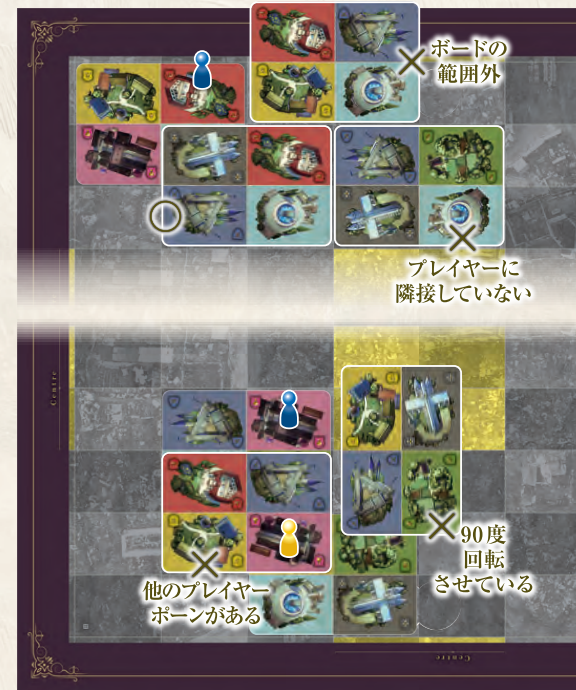 ボードの
範囲外
プレイヤーに
隣接していない
Centre
90度
回転
させている
他のプレイヤー
ポーンがある
Centre